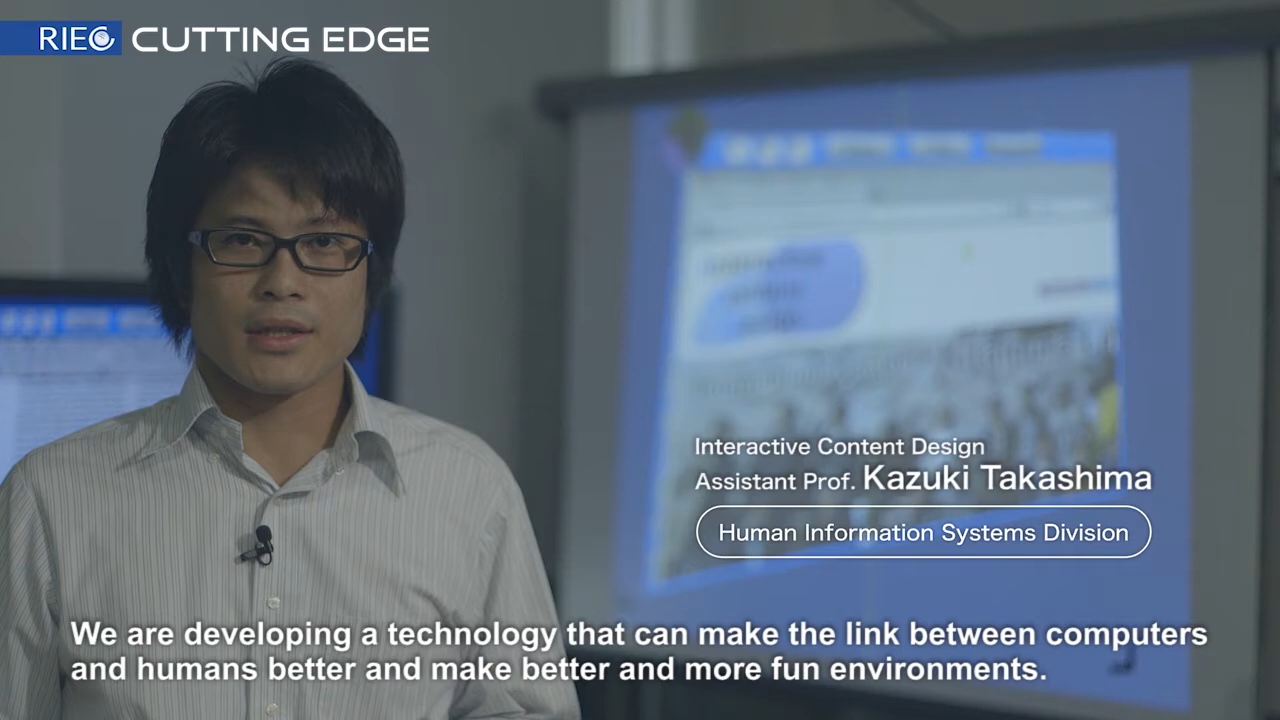 RIEC CUTTING EDGE
Interactive Content Design
Assistant Prof. Kazuki Takashima
Human Information Systems Division
We are developing a technology that can make the link between computers
and humans better and make better and more fun environments.